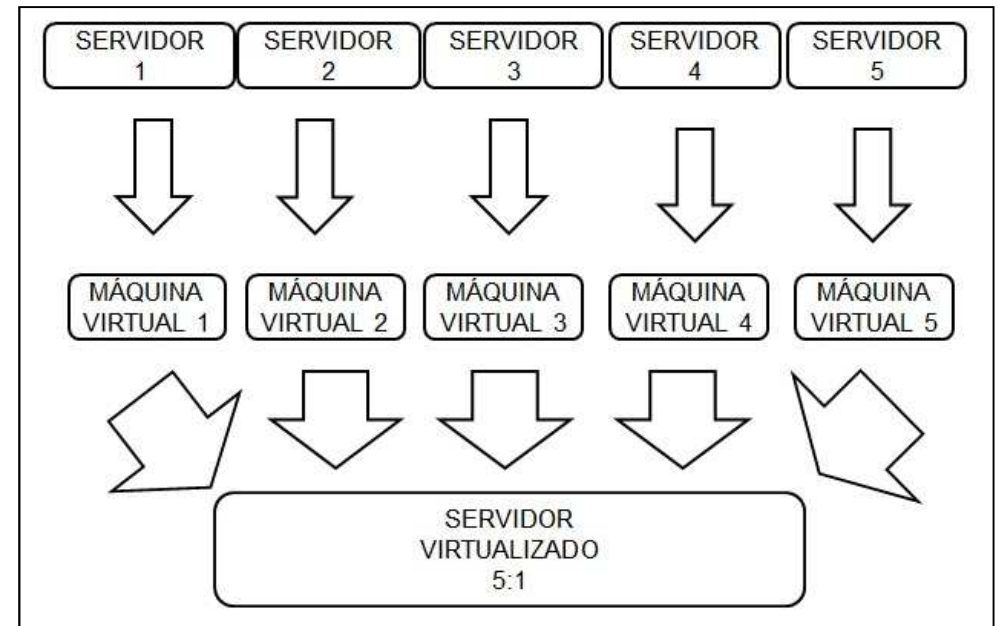 SERVIDOR
1
SERVIDOR
2
SERVIDOR
3
SERVIDOR
4
SERVIDOR
5
MÁQUINA
VIRTUAL 1
MÁQUINA
VIRTUAL 2
MÁQUINA
VIRTUAL 3
MÁQUINA
VIRTUAL 4
MÁQUINA
VIRTUAL 5
SERVIDOR
VIRTUALIZADO
5:1